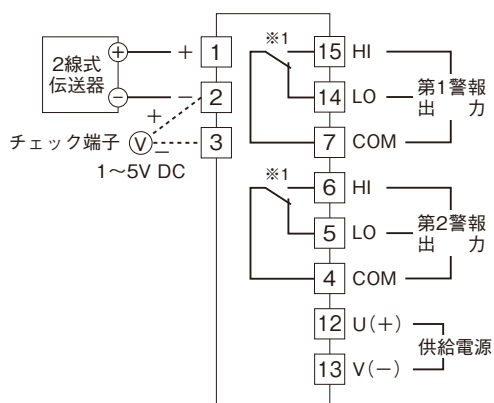 2線式
伝送器
+
−
+ 1
− 2
+
チェック端子 V − 3
1~5V DC
※1
15 HI
14 LO
7 COM
第1警報
出 力
※1
6 HI
5 LO
4 COM
第2警報
出 力
12 U(+)
13 V(−)
供給電源